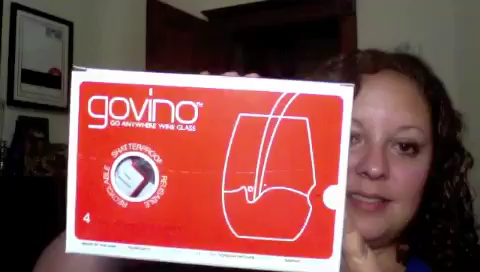 govino
GO ANYWHERE WINE GLASS
SHATTERPROOF
REUSABLE
RECYCLABLE
4